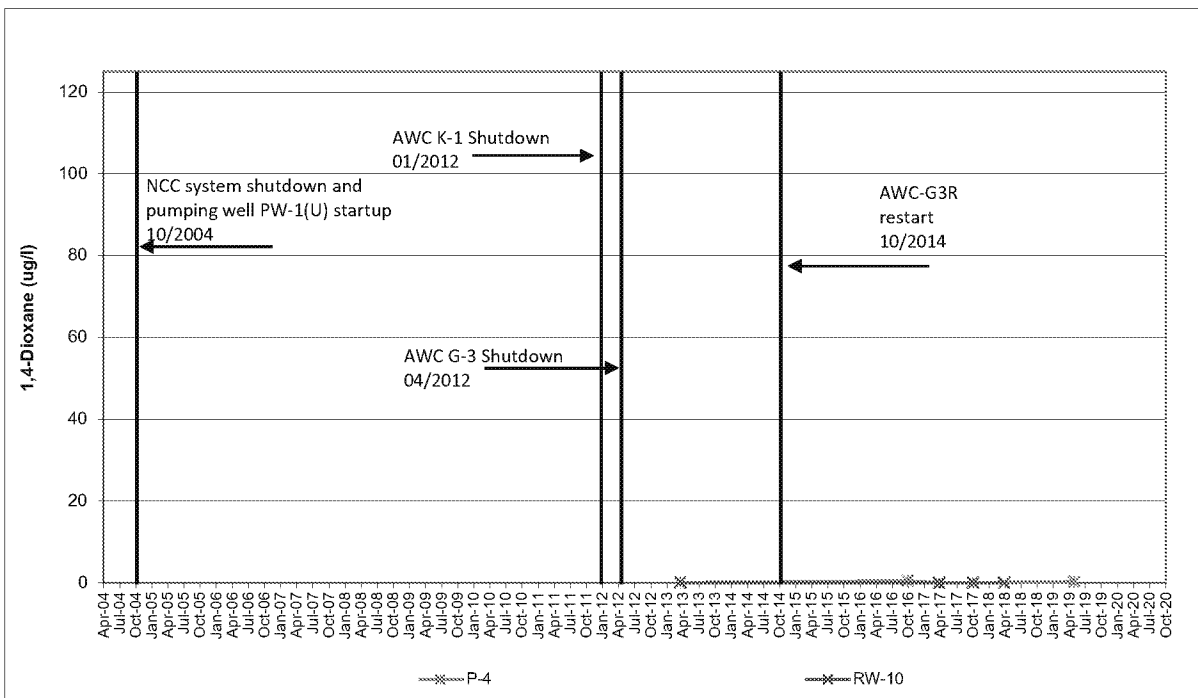 120
100
80
60
40
20
0
1,4-Dioxane (ug/l)
AWC K-1 Shutdown
01/2012
NCC system shutdown and
pumping well PW-1(U) startup
10/2004
AWC-G3R
restart
10/2014
AWC G-3 Shutdown
04/2012
Apr-04
Jul-04
Oct-04
Jan-05
Apr-05
Jul-05
Oct-05
Jan-06
Apr-06
Jul-06
Oct-06
Jan-07
Apr-07
Jul-07
Oct-07
Jan-08
Apr-08
Jul-08
Oct-08
Jan-09
Apr-09
Jul-09
Oct-09
Jan-10
Apr-10
Jul-10
Oct-10
Jan-11
Apr-11
Jul-11
Oct-11
Jan-12
Apr-12
Jul-12
Oct-12
Jan-13
Apr-13
Jul-13
Oct-13
Jan-14
Apr-14
Jul-14
Oct-14
Jan-15
Apr-15
Jul-15
Oct-15
Jan-16
Apr-16
Jul-16
Oct-16
Jan-17
Apr-17
Jul-17
Oct-17
Jan-18
Apr-18
Jul-18
Oct-18
Jan-19
Apr-19
Jul-19
Oct-19
Jan-20
Apr-20
Jul-20
Oct-20
P-4
RW-10